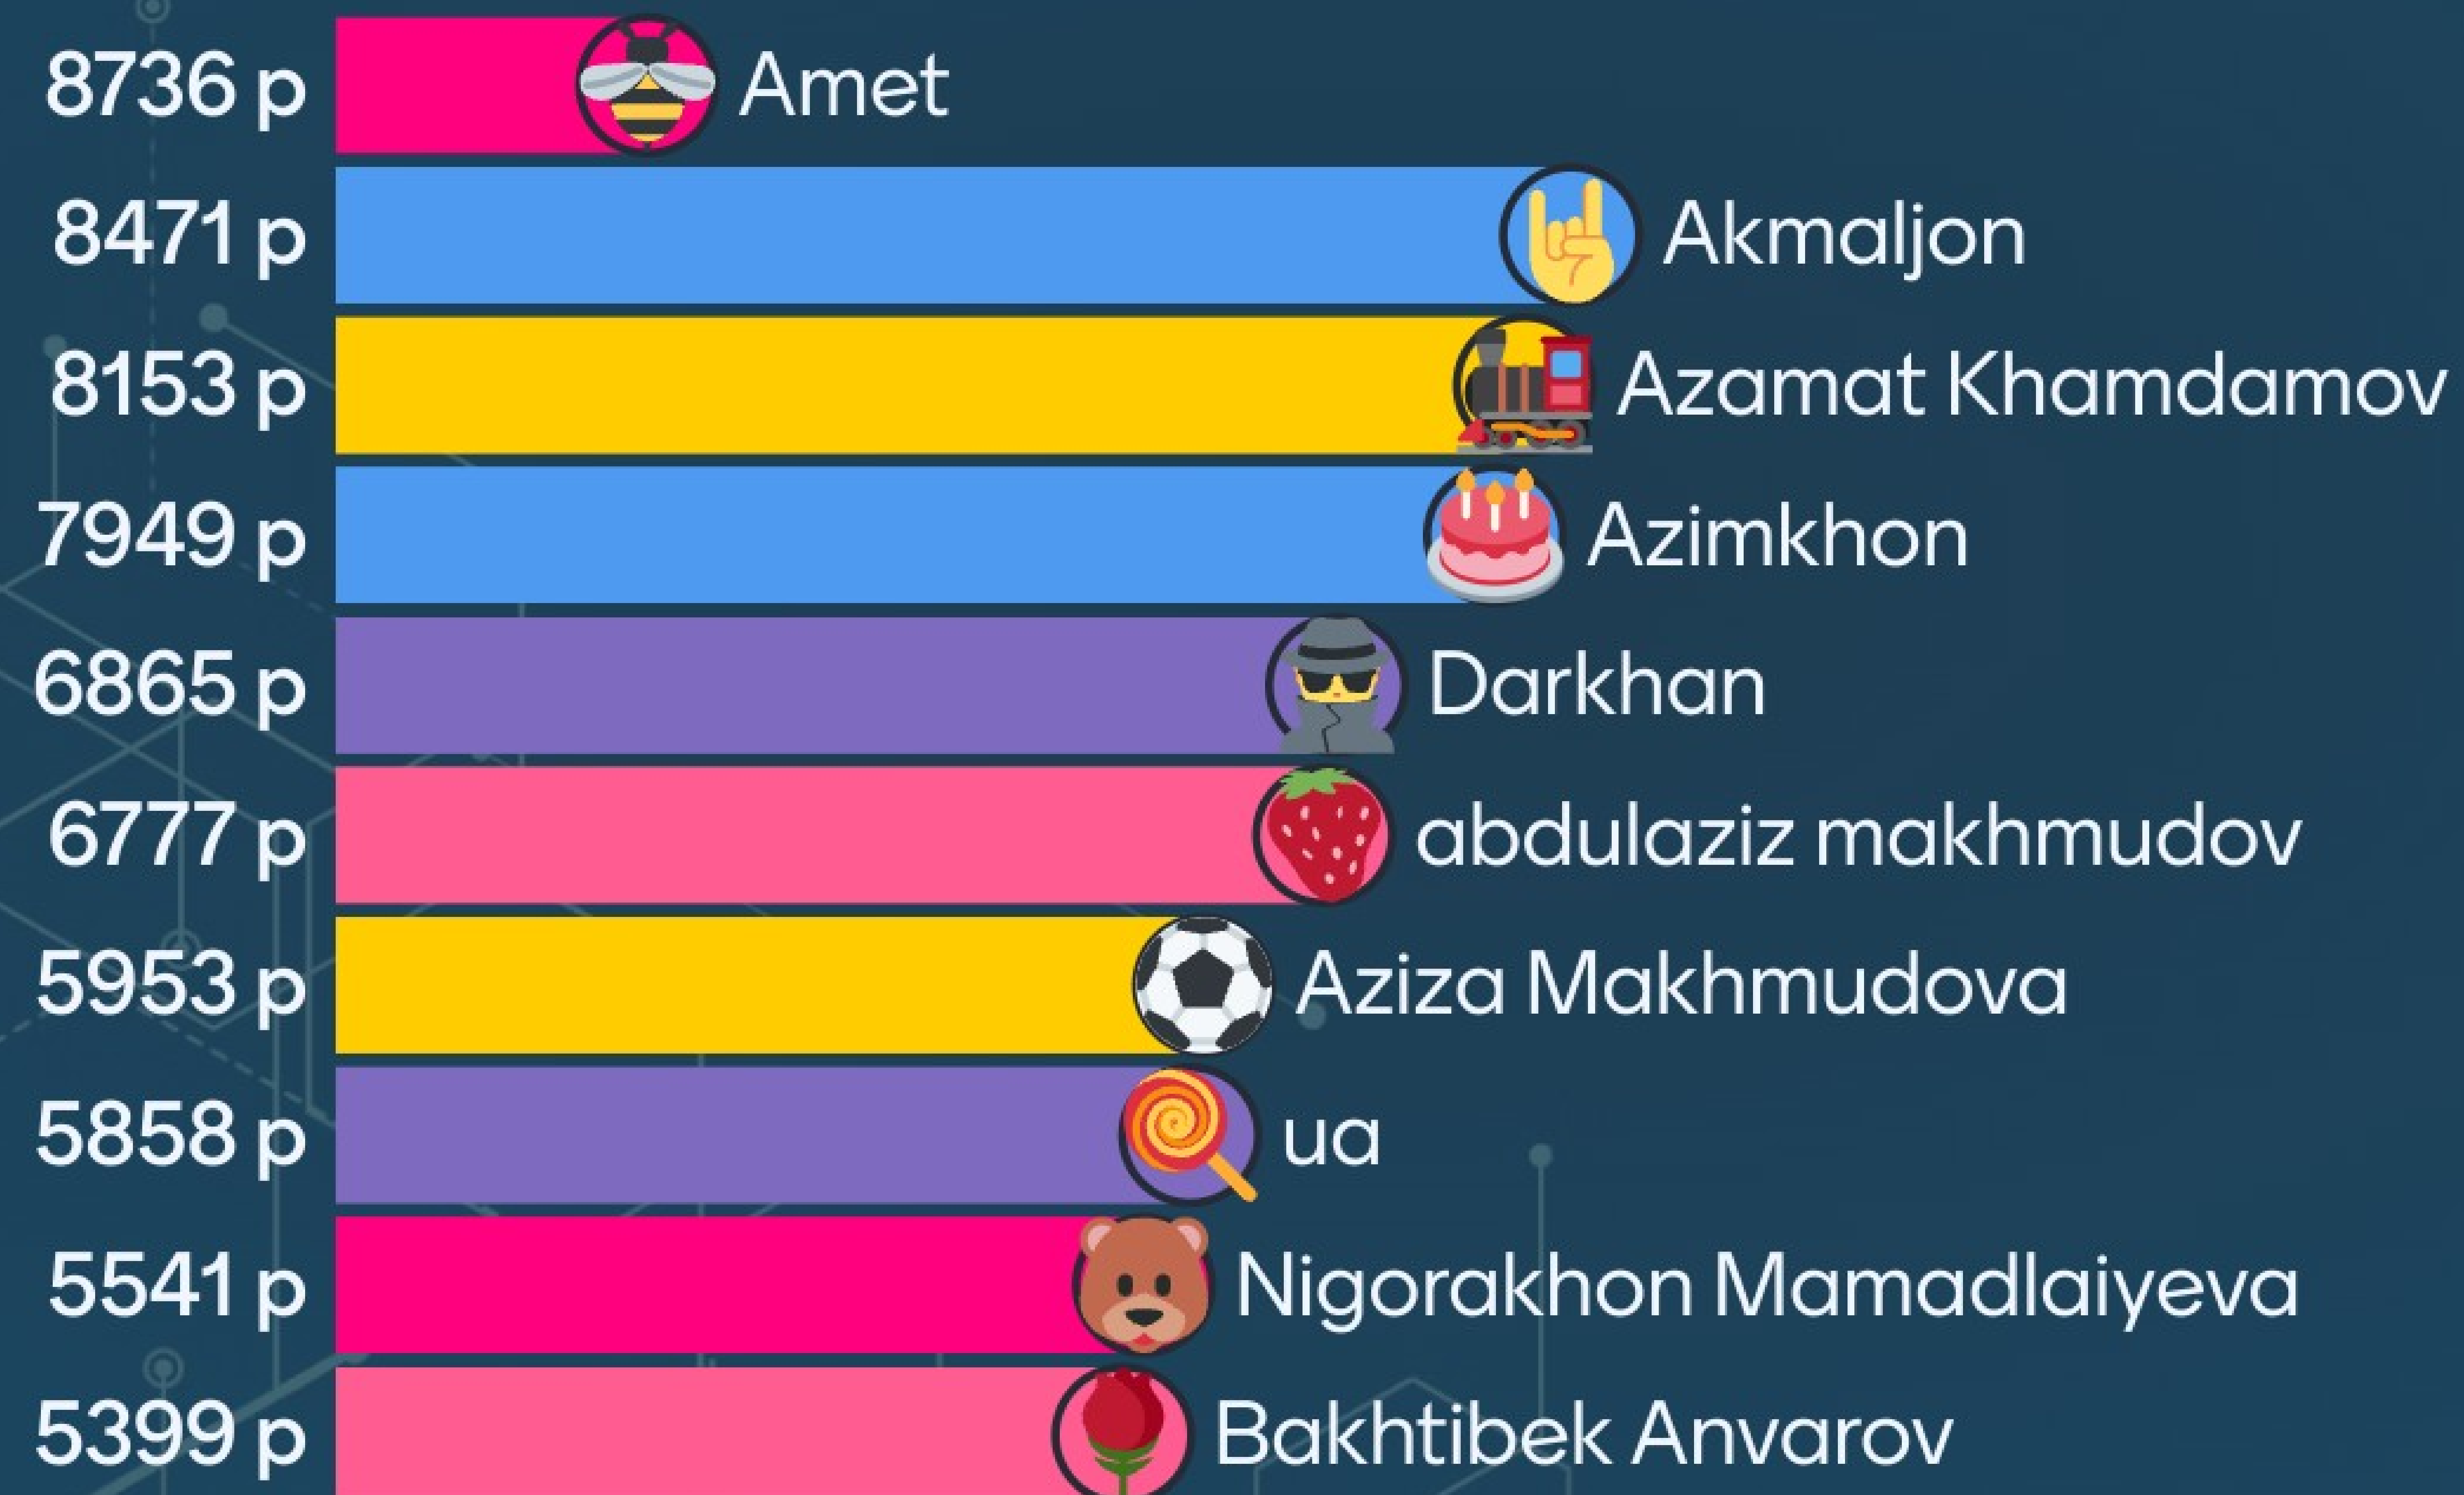 8736 p Amet
8471 p Akmaljon
8153 p Azamat Khamdamov
7949 p Azimkhon
6865 p Darkhan
6777 p abdulaziz makhmudov
5953 p Aziza Makhmudova
5858 p ua
5541 p Nigorakhon Mamadlaiyeva
5399 p Bakhtibek Anvarov